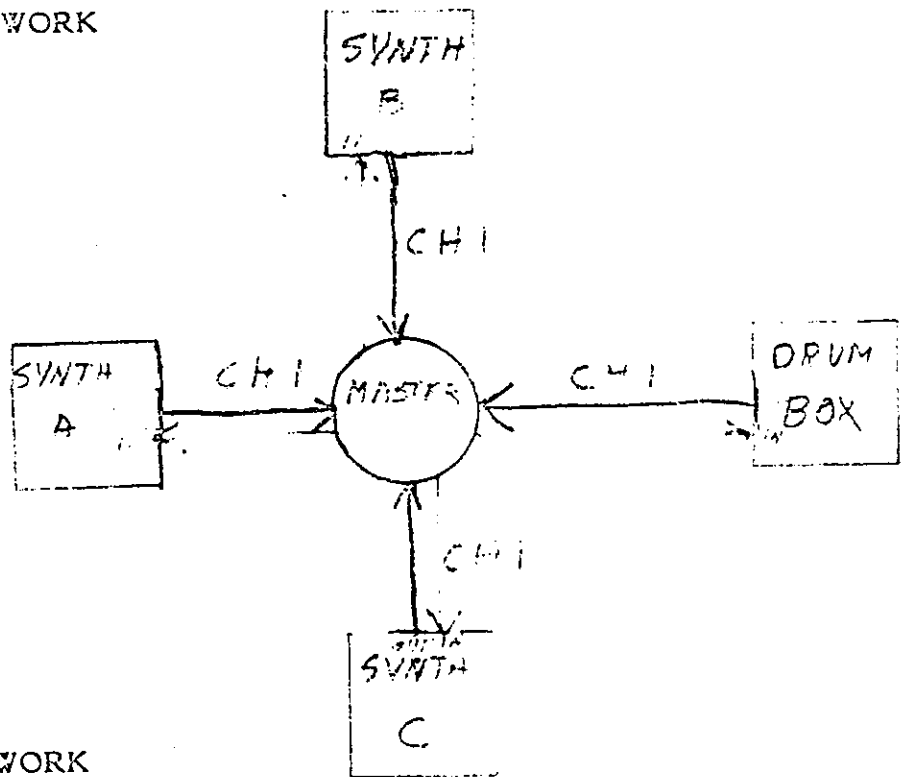 WORK
SYNTH
B
CH 1
SYNTH
A
CH 1
MASTER
CH 1
DRUM
BOX
CH 1
SYNTH
C
WORK